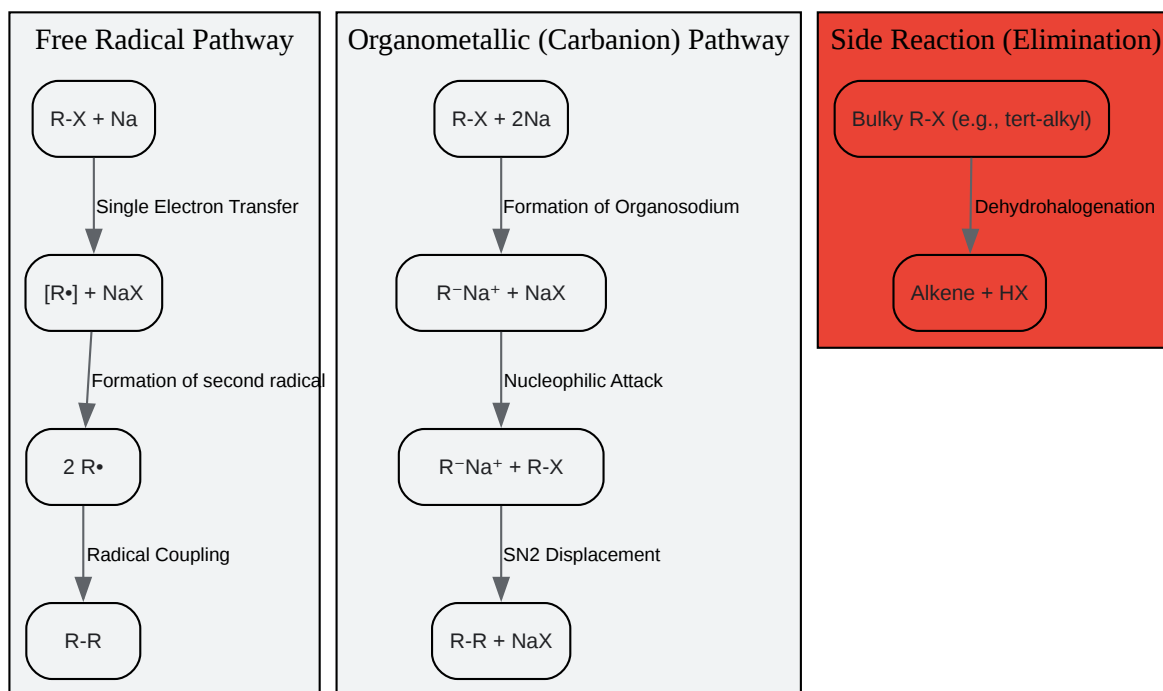 Free Radical Pathway
R-X + Na
Single Electron Transfer
[R•] + NaX
Formation of second radical
2 R•
Radical Coupling
R-R
Organometallic (Carbanion) Pathway
R-X + 2Na
Formation of Organosodium
R⁻Na⁺ + NaX
Nucleophilic Attack
R⁻Na⁺ + R-X
SN2 Displacement
R-R + NaX
Side Reaction (Elimination)
Bulky R-X (e.g., tert-alkyl)
Dehydrohalogenation
Alkene + HX